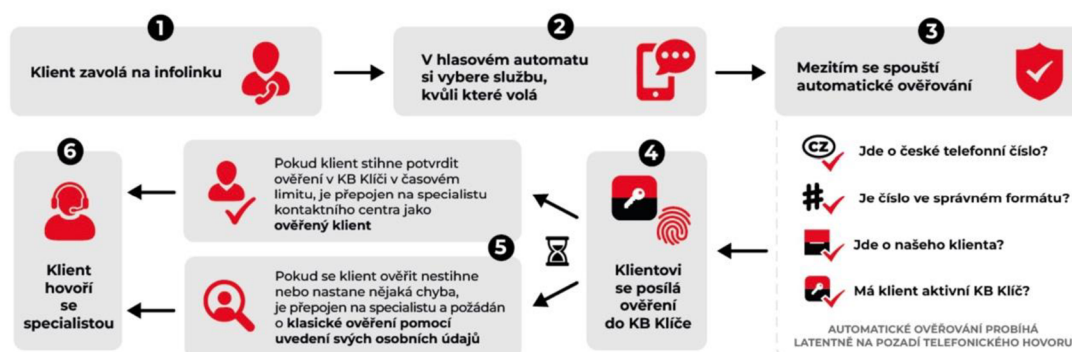 1
Klient zavolá na infolinku
2
V hlasovém automatu
si vybere službu,
kvůli které volá
3
Mezitím se spouští
automatické ověřování
CZ
Jde o české telefonní číslo?
#
Je číslo ve správném formátu?
Jde o našeho klienta?
Má klient aktivní KB Klíč?
AUTOMATICKÉ OVĚŘOVÁNÍ PROBÍHÁ
LATENTNĚ NA POZADÍ TELEFONICKÉHO HOVORU
4
Klientovi
se posílá
ověření
do KB Klíče
5
Pokud klient stihne potvrdit
ověření v KB Klíči v časovém
limitu, je přepojen na specialistu
kontaktního centra jako
ověřený klient
Pokud se klient ověřit nestihne
nebo nastane nějaká chyba,
je přepojen na specialistu a požádán
o klasické ověření pomocí
uvedení svých osobních údajů
6
Klient
hovoří
se
specialistou